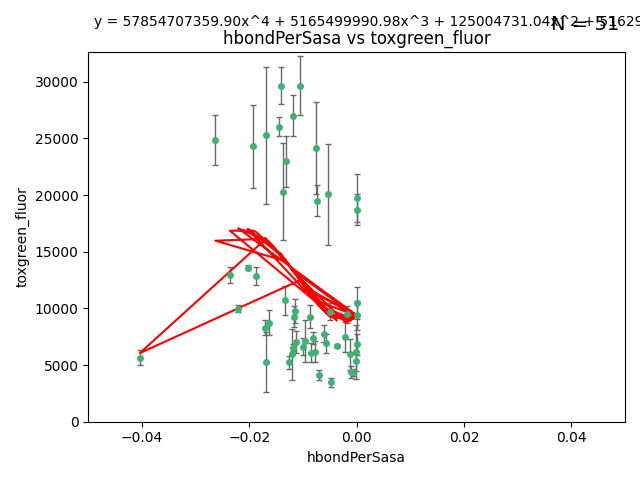 y = 57854707359.90x^4 + 5165499990.98x^3 + 125004731.04x^2 +
N = 51
hbondPerSasa vs toxgreen_fluor
30000
25000
20000
15000
10000
5000
0
toxgreen_fluor
−0.04 −0.02 0.00 0.02 0.04
hbondPerSasa